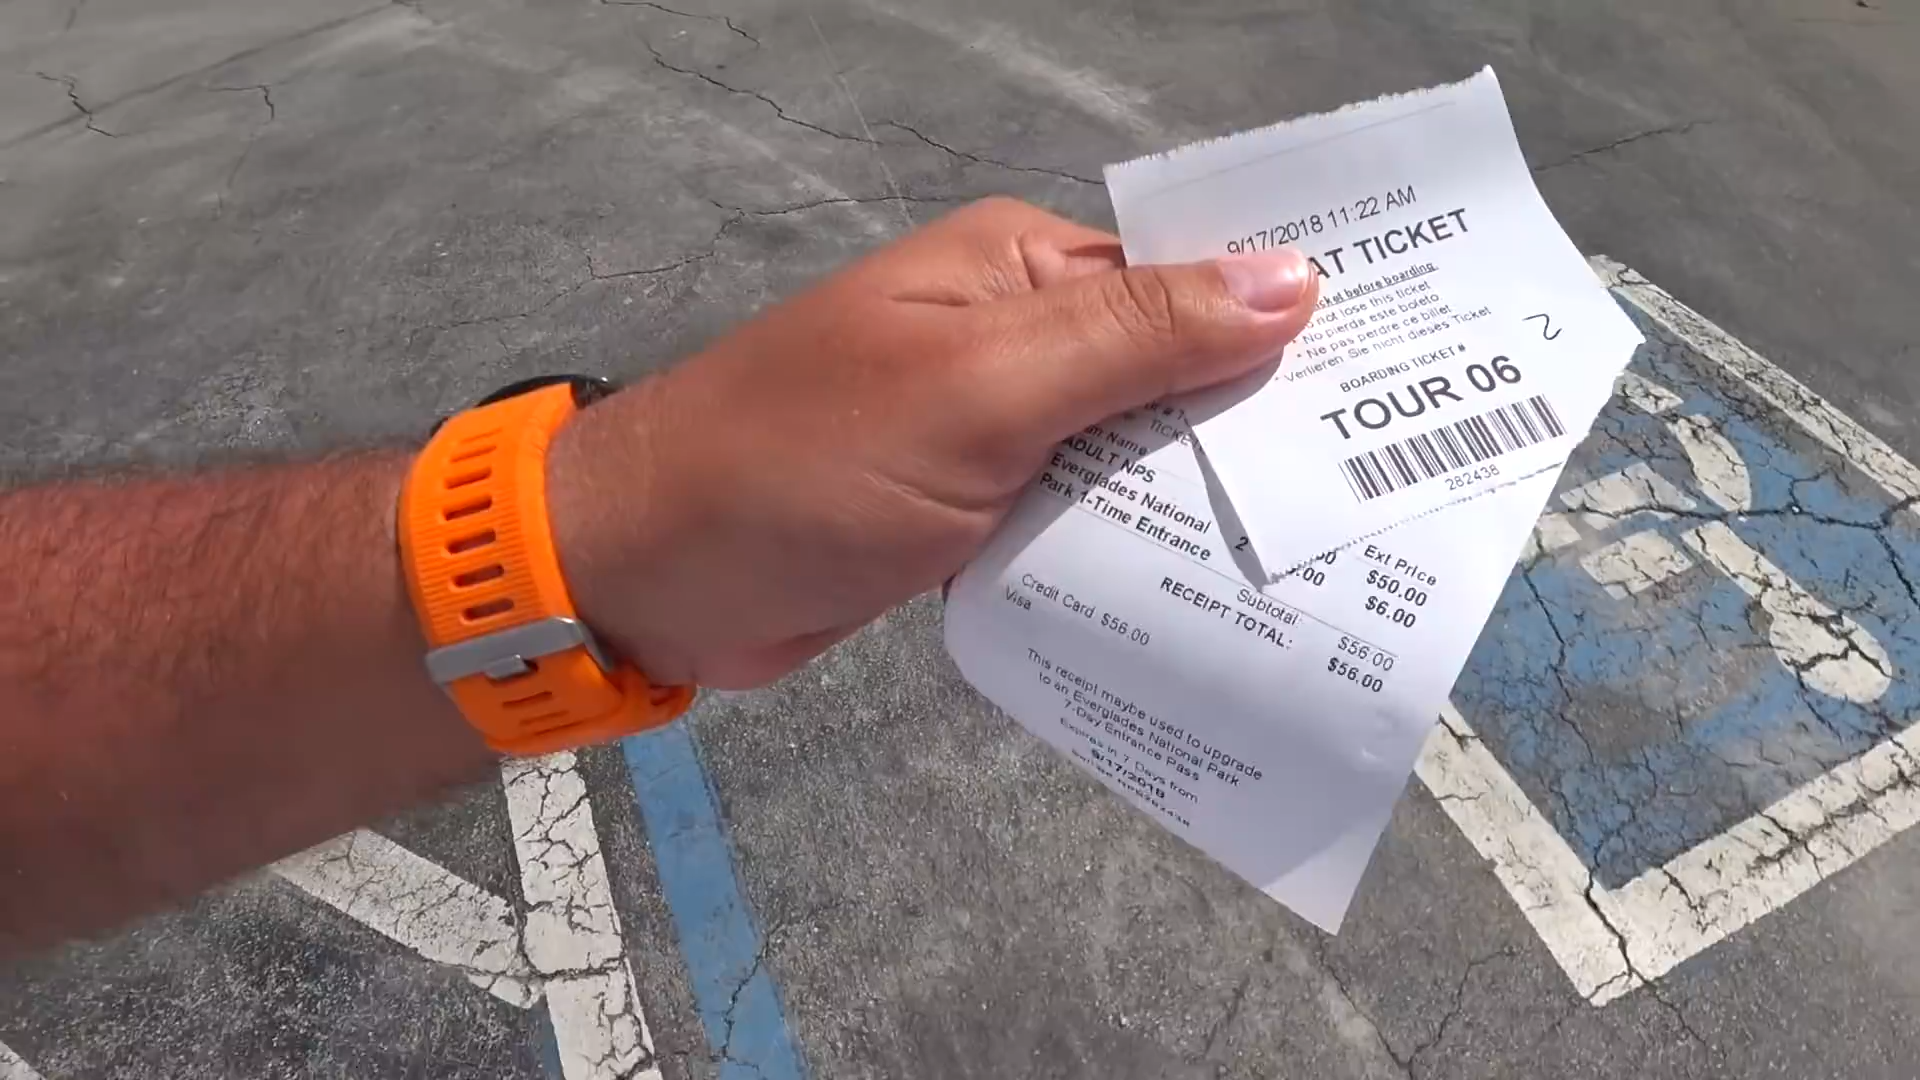 9/17/2018 11:22 AM
AT TICKET
before boarding
not lose this ticket
* No pierda este boleto
* Ne pas perdre ce billet
* Verlieren Sie nicht dieses Ticket
2
BOARDING TICKET #
TOUR 06
282438
Name
ADULT NPS
Everglades National
Park 1-Time Entrance
2
Ext Price
$50.00
.00 $6.00
Subtotal: $56.00
RECEIPT TOTAL: $56.00
Credit Card $56.00
Visa
This receipt maybe used to upgrade
to an Everglades National Park
7-Day Entrance Pass
Expires in 7 Days from
9/17/2018